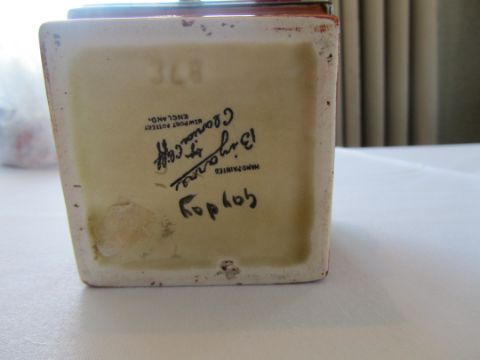 Gayday
HAND PAINTED
Bizarre
by
Clarice Cliff
NEWPORT POTTERY
ENGLAND.